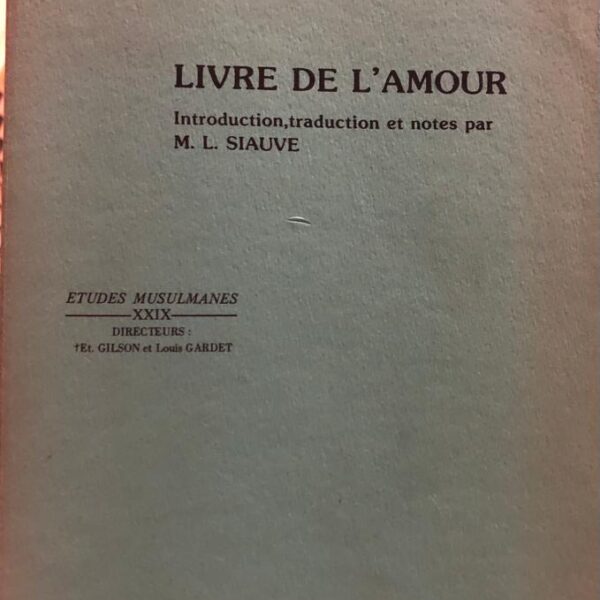 LIVRE DE L'AMOUR
Introduction,traduction et notes par
M. L. SIAUVE
ETUDES MUSULMANES
XXIX
DIRECTEURS :
†Et. GILSON et Louis GARDET